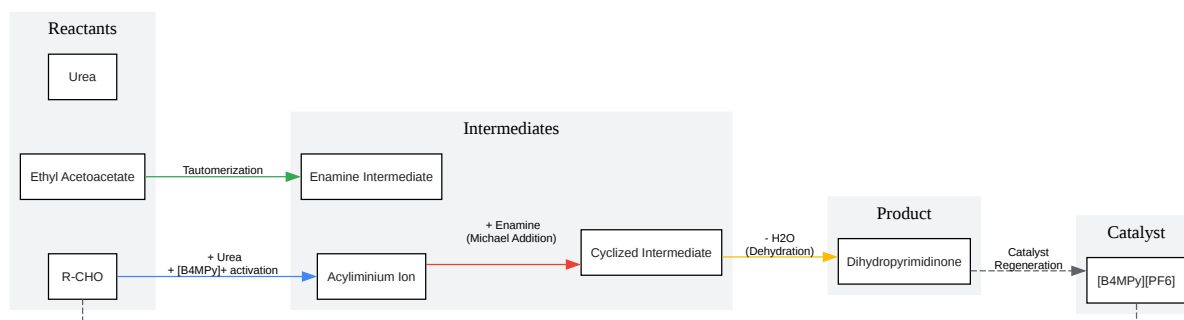 Reactants
Urea
Ethyl Acetoacetate
R-CHO
Tautomerization
+ Urea
+ [B4MPy]+ activation
Intermediates
Enamine Intermediate
Acyliminium Ion
+ Enamine
(Michael Addition)
Cyclized Intermediate
- H2O
(Dehydration)
Product
Dihydropyrimidinone
Catalyst
Regeneration
Catalyst
[B4MPy][PF6]